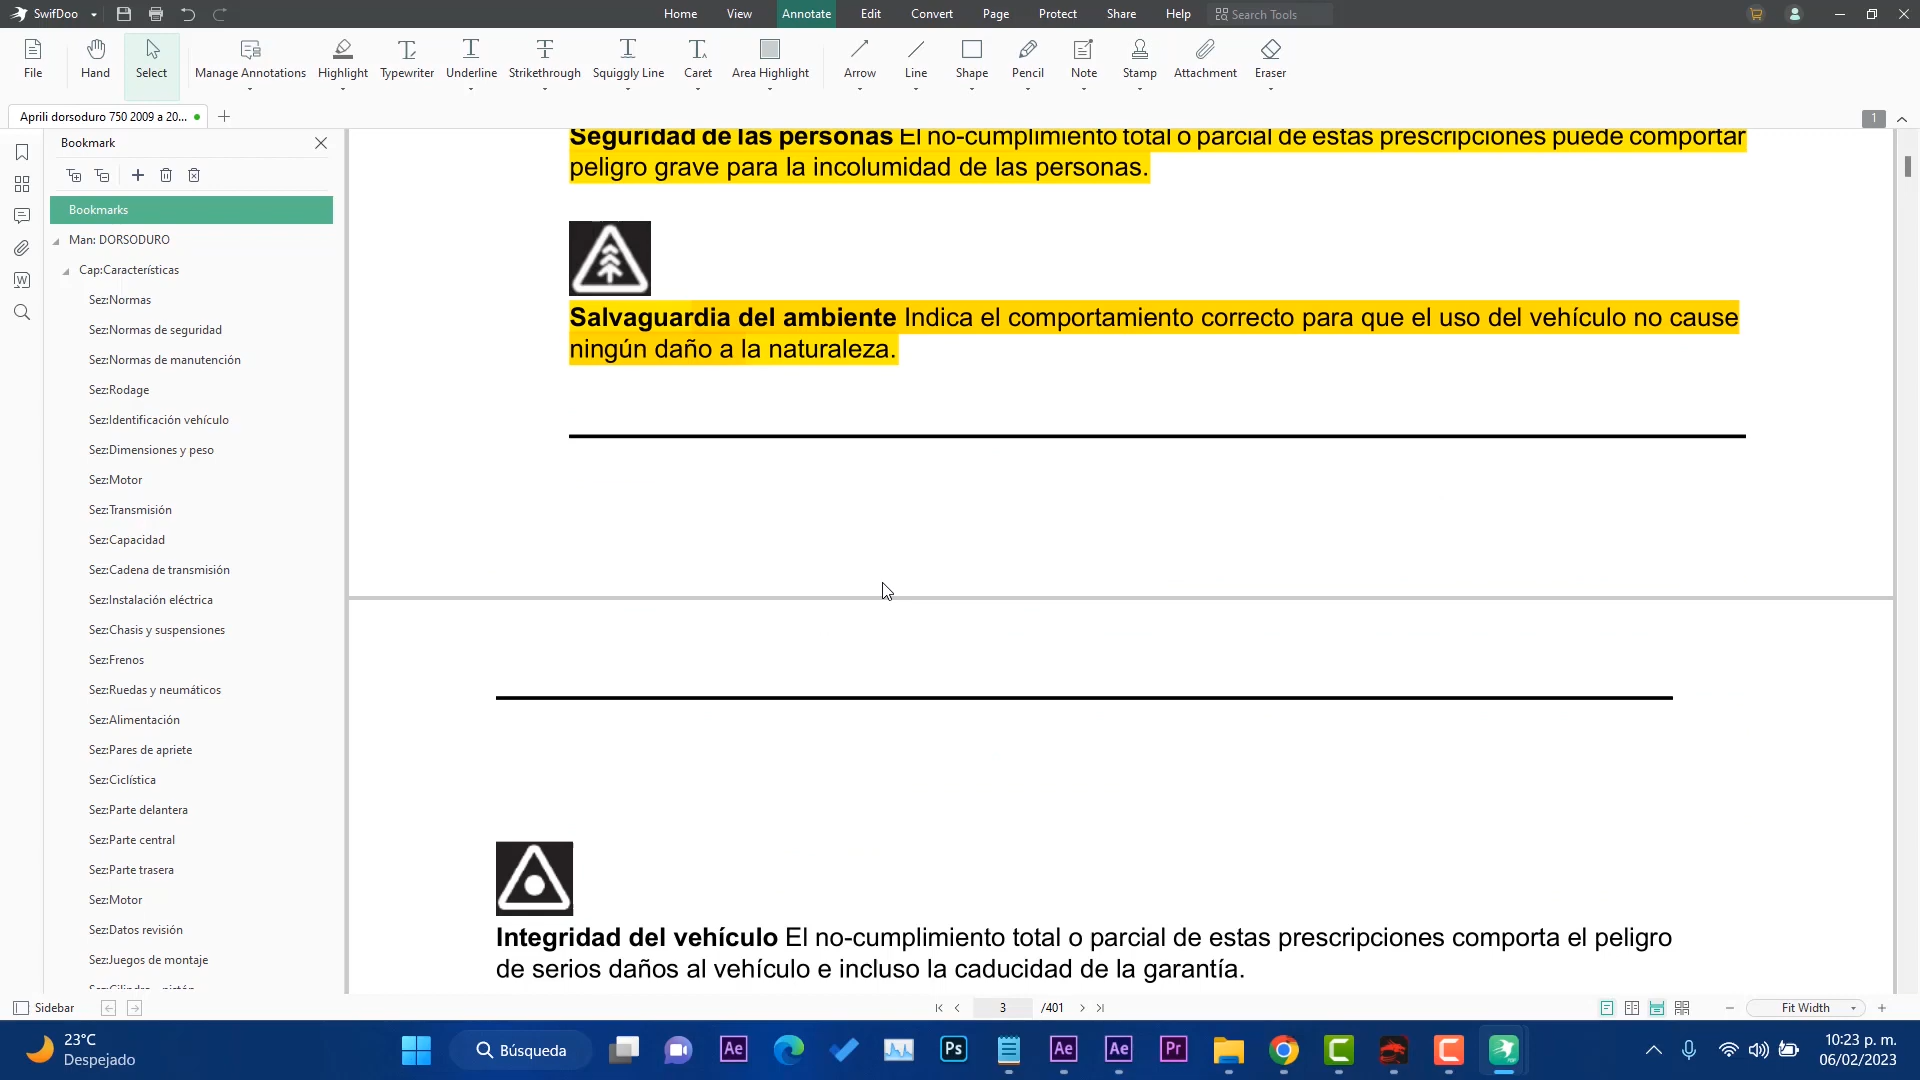 SwifDoo
Home View Annotate Edit Convert Page Protect Share Help Search Tools
File Hand Select Manage Annotations Highlight Typewriter Underline Strikethrough Squiggly Line Caret Area Highlight Arrow Line Shape Pencil Note Stamp Attachment Eraser
Aprili dorsoduro 750 2009 a 20...
1
Bookmark
Bookmarks
Man: DORSODURO
Cap:Características
Sez:Normas
Sez:Normas de seguridad
Sez:Normas de manutención
Sez:Rodage
Sez:Identificación vehículo
Sez:Dimensiones y peso
Sez:Motor
Sez:Transmisión
Sez:Capacidad
Sez:Cadena de transmisión
Sez:Instalación eléctrica
Sez:Chasis y suspensiones
Sez:Frenos
Sez:Ruedas y neumáticos
Sez:Alimentación
Sez:Pares de apriete
Sez:Ciclística
Sez:Parte delantera
Sez:Parte central
Sez:Parte trasera
Sez:Motor
Sez:Datos revisión
Sez:Juegos de montaje
Seguridad de las personas El no-cumplimiento total o parcial de estas prescripciones puede comportar
peligro grave para la incolumidad de las personas.
Salvaguardia del ambiente Indica el comportamiento correcto para que el uso del vehículo no cause
ningún daño a la naturaleza.
Integridad del vehículo El no-cumplimiento total o parcial de estas prescripciones comporta el peligro
de serios daños al vehículo e incluso la caducidad de la garantía.
Sidebar
3 /401
Fit Width
23°C
Despejado
Búsqueda
Ae Ps Ae Ae Pr
10:23 p. m.
06/02/2023